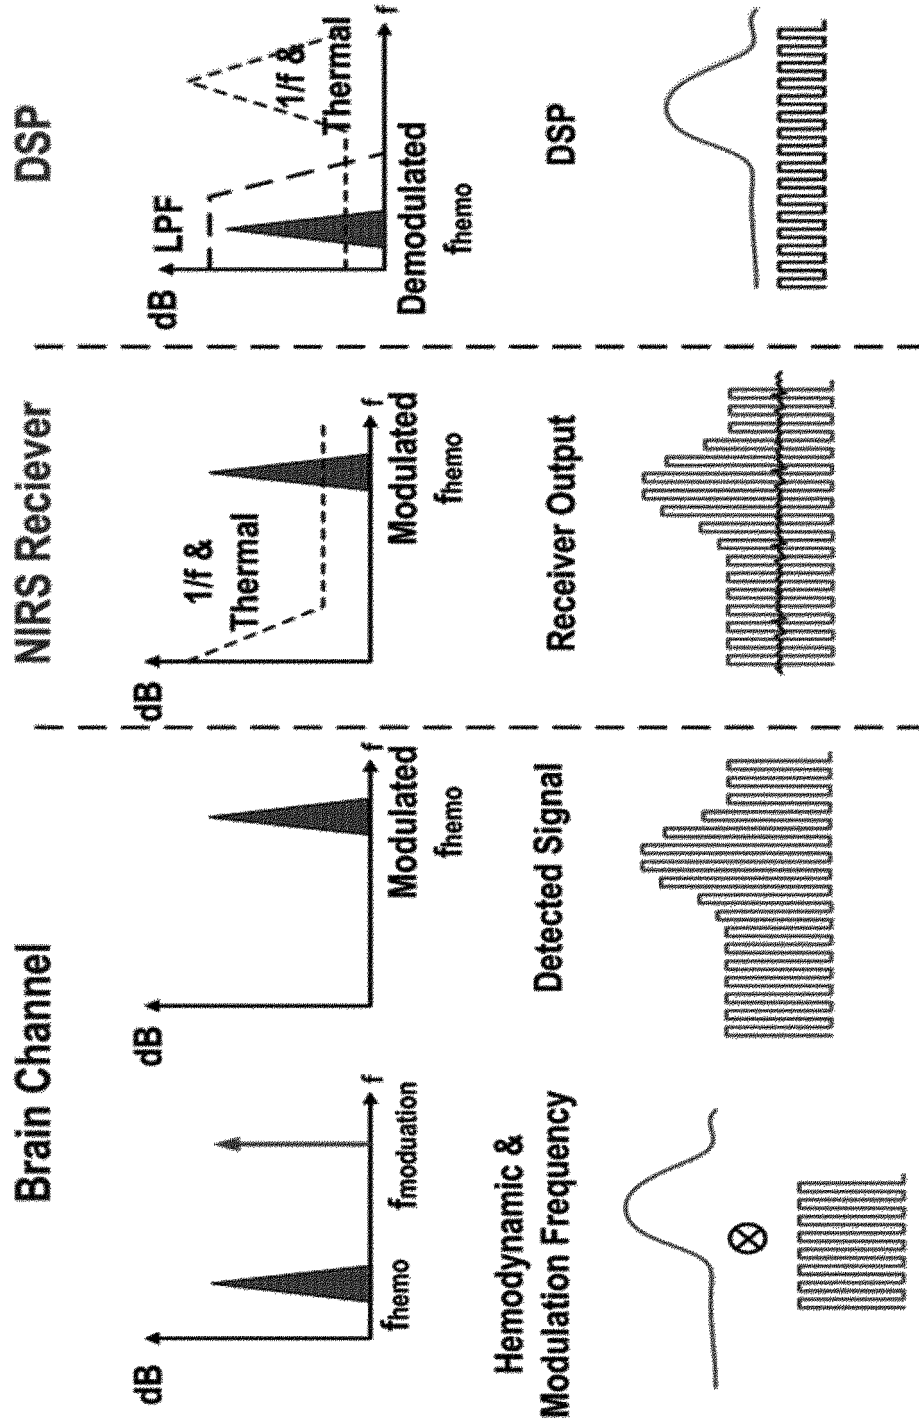 Brain Channel
NIRS Reciever
DSP
dB
f
fhemo
fmoduation
dB
f
Modulated
fhemo
dB
1/f &
Thermal
f
Modulated
fhemo
dB
LPF
1/f &
Thermal
f
Demodulated
fhemo
Hemodynamic &
Modulation Frequency
Detected Signal
Receiver Output
DSP